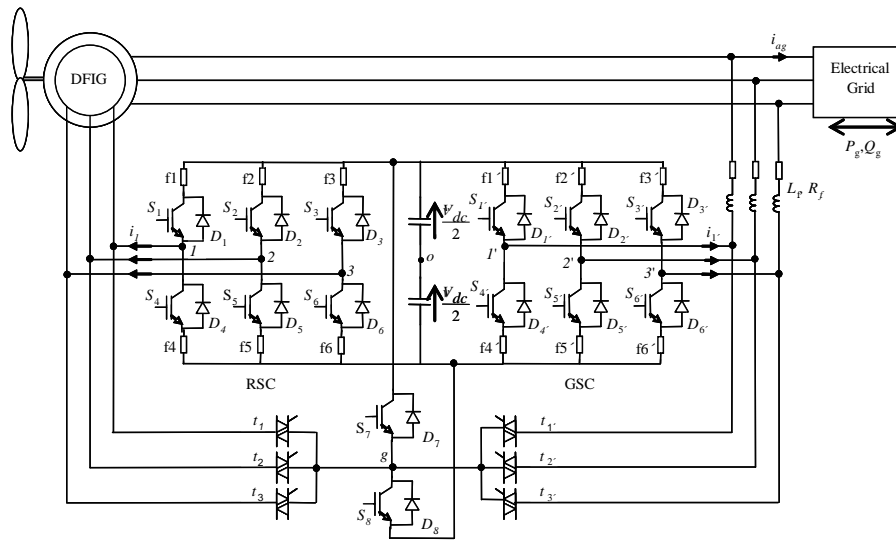 i_ag
DFIG
Electrical
Grid
P_g,Q_g
f1 f2 f3 f1´ f2´ f3´
L_f, R_f
S_1 S_2 S_3 S_1´ S_2´ S_3´ D_3´
V_dc
2
i_1 D_1 D_2 D_3 D_1´ D_2´ i_1´
1 2 3 o 1' 2' 3'
S_4 S_5 S_6 S_4´ S_5´ S_6´
V_dc
2
D_4 D_5 D_6 D_4´ D_5´ D_6´
f4 f5 f6 f4´ f5´ f6´
RSC GSC
t_1 S_7 D_7 t_1´
t_2 g t_2´
t_3 t_3´
S_8 D_8